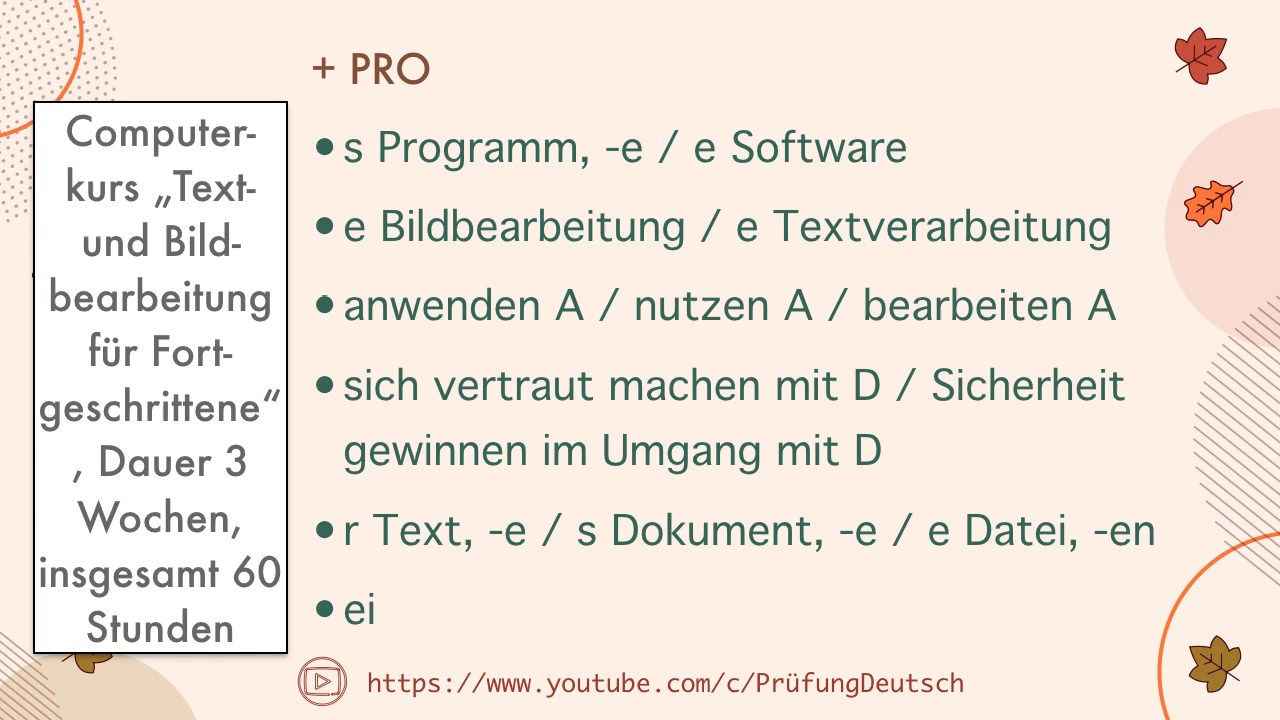 + PRO
Computer-
kurs „Text-
und Bild-
bearbeitung
für Fort-
geschrittene“
, Dauer 3
Wochen,
insgesamt 60
Stunden
• s Programm, -e / e Software
• e Bildbearbeitung / e Textverarbeitung
• anwenden A / nutzen A / bearbeiten A
• sich vertraut machen mit D / Sicherheit
gewinnen im Umgang mit D
• r Text, -e / s Dokument, -e / e Datei, -en
• ei
https://www.youtube.com/c/PrüfungDeutsch